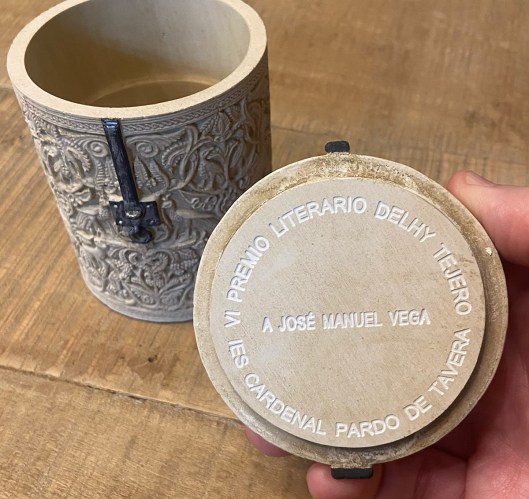 VI PREMIO LITERARIO DELHY TEJERO
A JOSÉ MANUEL VEGA
IES CARDENAL PARDO DE TAVERA